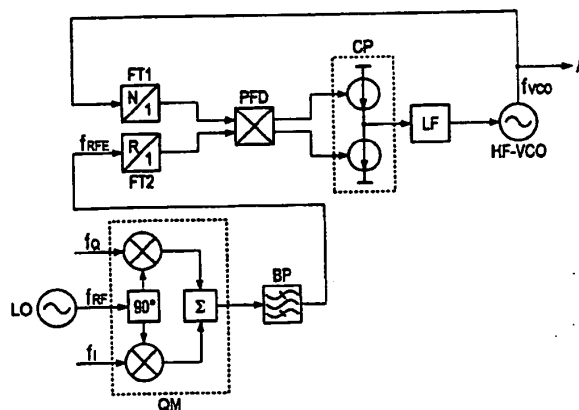 CP
A
FT1
PFD
fVCO
N/1
fRFE
R/1
LF
HF-VCO
FT2
fQ
BP
LO
fRF
90°
Σ
fI
QM